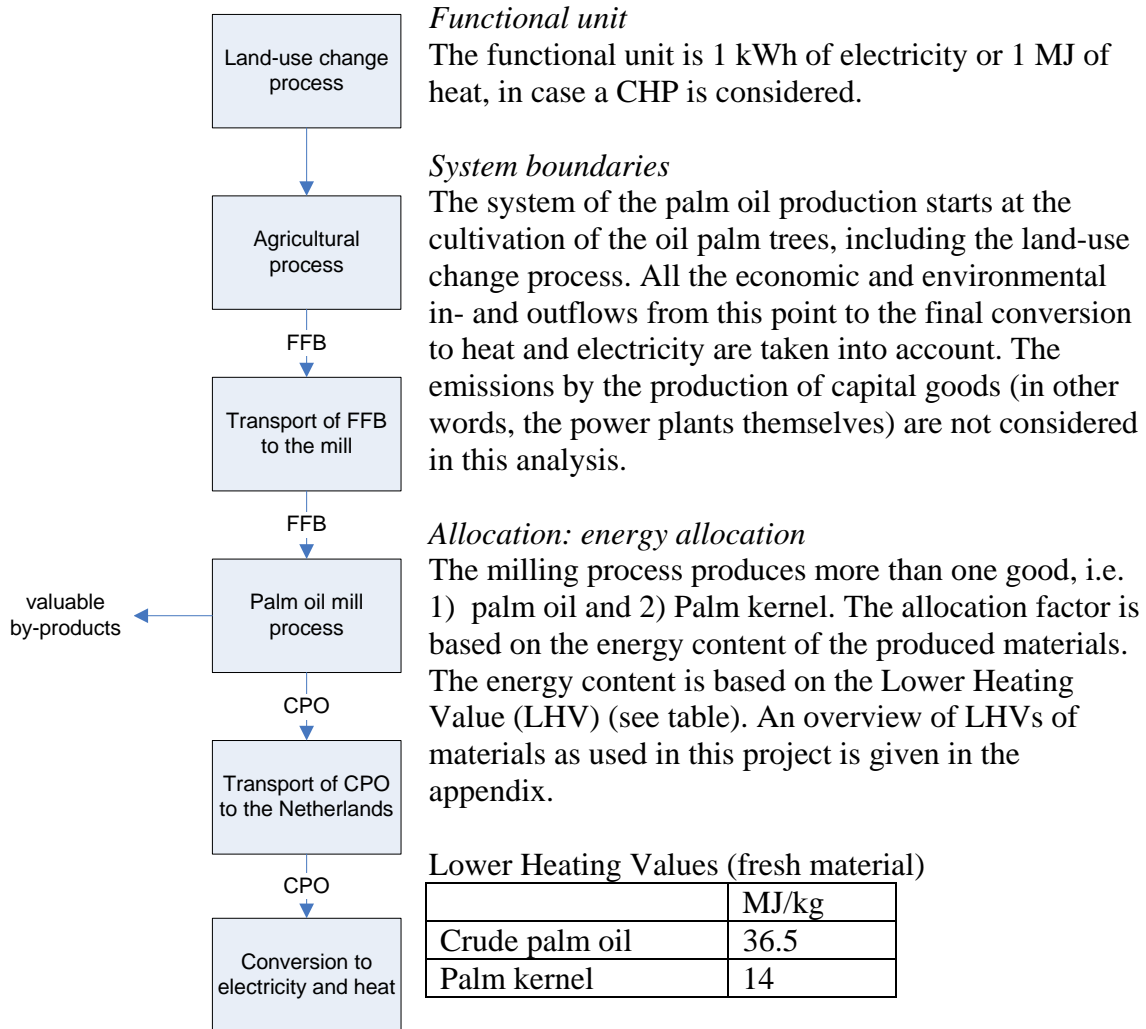 Land-use change
process
Agricultural
process
FFB
Transport of FFB
to the mill
FFB
valuable
by-products
Palm oil mill
process
CPO
Transport of CPO
to the Netherlands
CPO
Conversion to
electricity and heat
Functional unit
The functional unit is 1 kWh of electricity or 1 MJ of
heat, in case a CHP is considered.
System boundaries
The system of the palm oil production starts at the
cultivation of the oil palm trees, including the land-use
change process. All the economic and environmental
in- and outflows from this point to the final conversion
to heat and electricity are taken into account. The
emissions by the production of capital goods (in other
words, the power plants themselves) are not considered
in this analysis.
Allocation: energy allocation
The milling process produces more than one good, i.e.
1)  palm oil and 2) Palm kernel. The allocation factor is
based on the energy content of the produced materials.
The energy content is based on the Lower Heating
Value (LHV) (see table). An overview of LHVs of
materials as used in this project is given in the
appendix.
Lower Heating Values (fresh material)
MJ/kg
Crude palm oil 36.5
Palm kernel 14